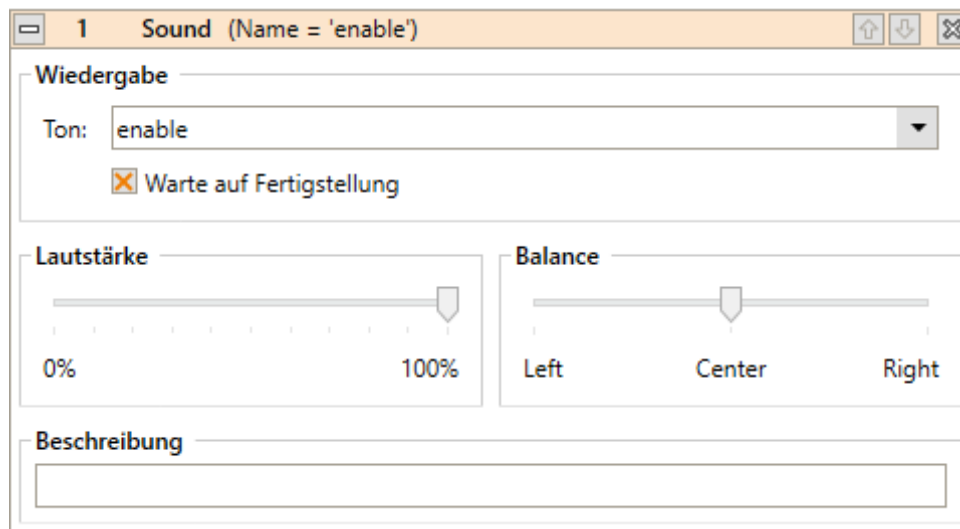 1 Sound (Name = 'enable')
Wiedergabe
Ton: enable
Warte auf Fertigstellung
Lautstärke Balance
0% 100% Left Center Right
Beschreibung